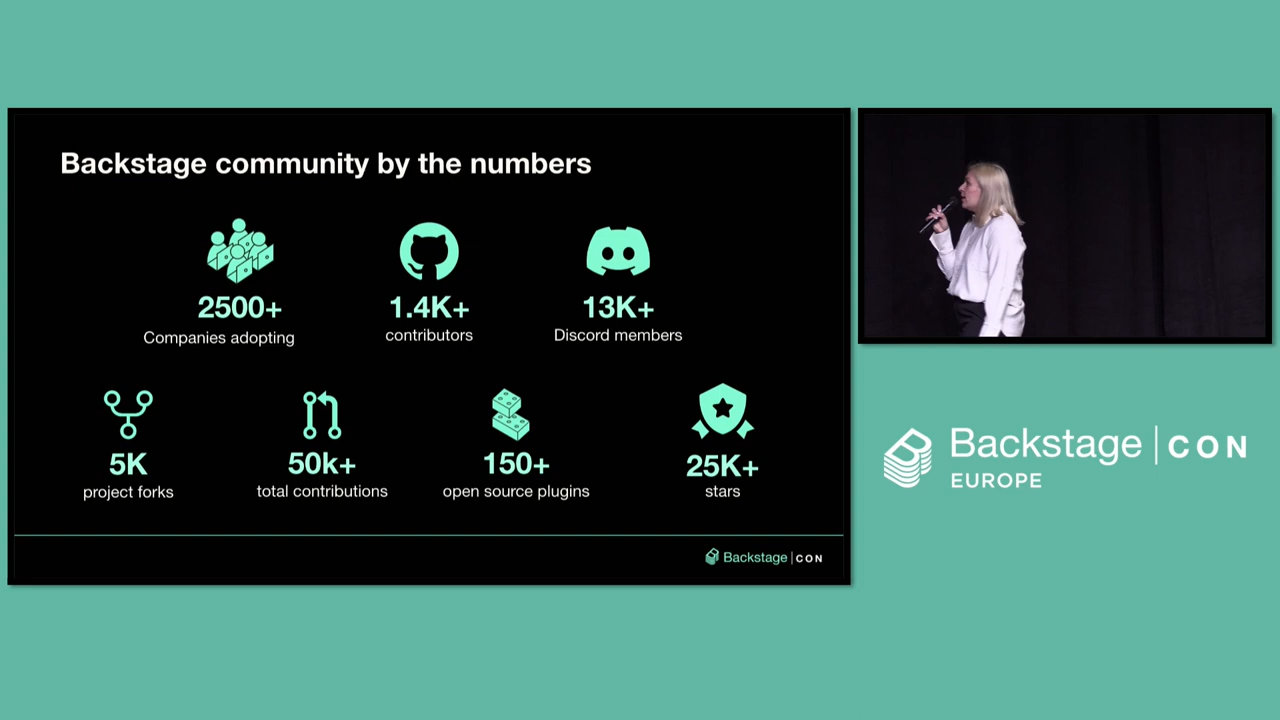 Backstage community by the numbers
2500+
Companies adopting
1.4K+
contributors
13K+
Discord members
5K
project forks
50k+
total contributions
150+
open source plugins
25K+
stars
Backstage | CON
Backstage | CON
EUROPE